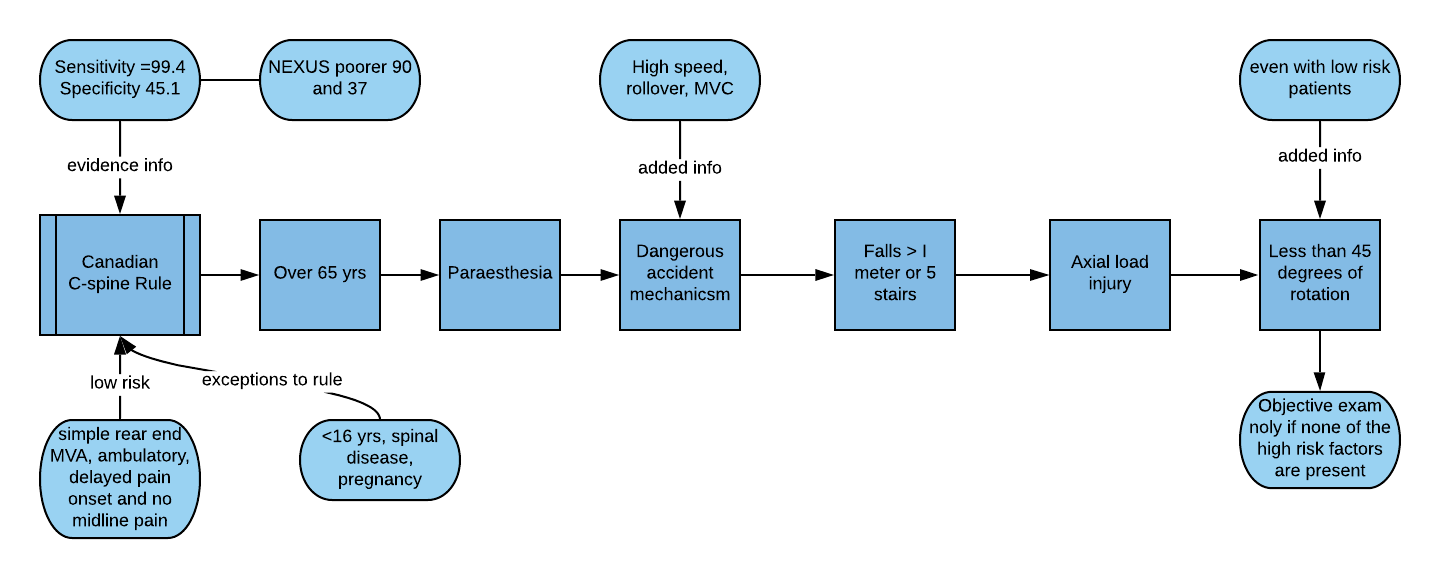 Sensitivity =99.4
Specificity 45.1
NEXUS poorer 90
and 37
High speed,
rollover, MVC
even with low risk
patients
evidence info
added info
added info
Canadian
C-spine Rule
Over 65 yrs
Paraesthesia
Dangerous
accident
mechanicsm
Falls > I
meter or 5
stairs
Axial load
injury
Less than 45
degrees of
rotation
low risk
exceptions to rule
simple rear end
MVA, ambulatory,
delayed pain
onset and no
midline pain
<16 yrs, spinal
disease,
pregnancy
Objective exam
noly if none of the
high risk factors
are present